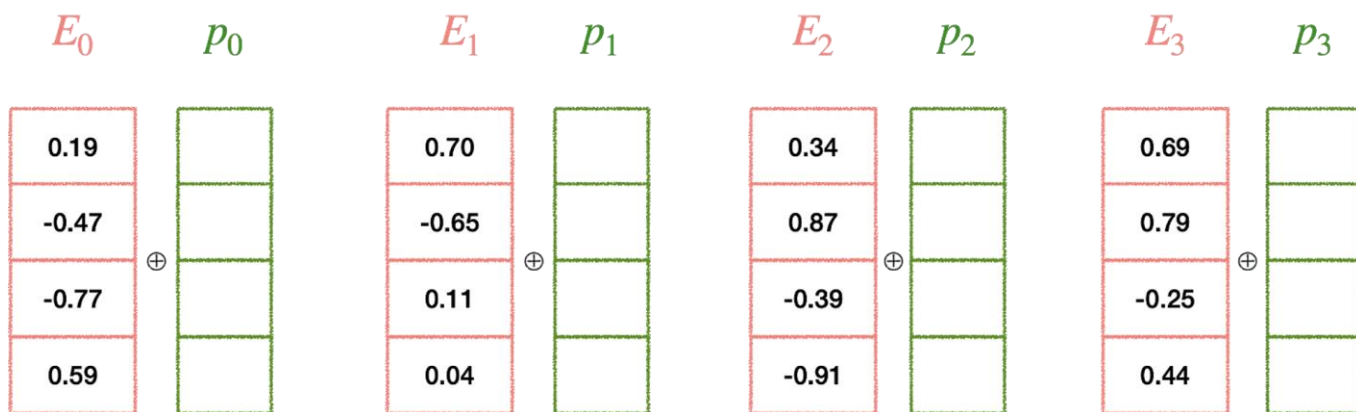 E₀ p₀ E₁ p₁ E₂ p₂ E₃ p₃
0.19 0.70 0.34 0.69
-0.47 -0.65 0.87 0.79
⊕ ⊕ ⊕ ⊕
-0.77 0.11 -0.39 -0.25
0.59 0.04 -0.91 0.44